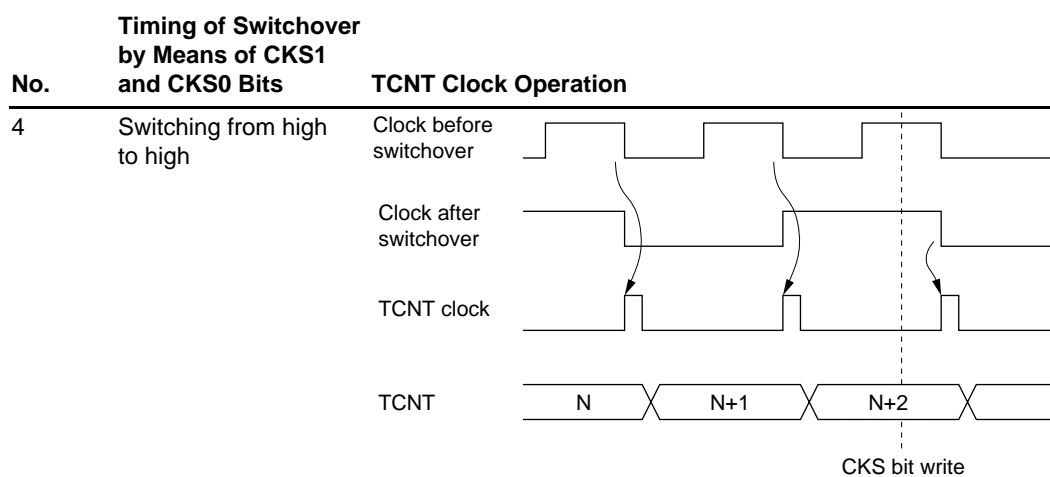 Timing of Switchover
by Means of CKS1
No. and CKS0 Bits TCNT Clock Operation
4 Switching from high
to high
Clock before
switchover
Clock after
switchover
TCNT clock
TCNT N N+1 N+2
CKS bit write